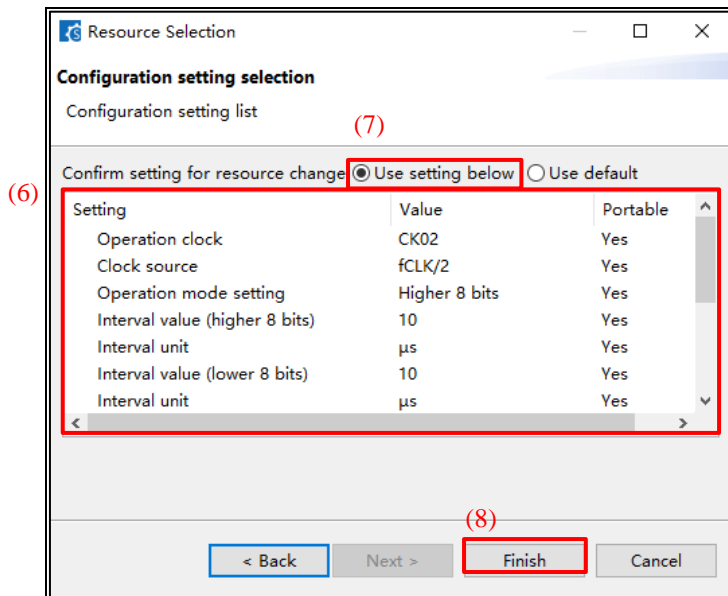 Resource Selection
Configuration setting selection
Configuration setting list
(7)
Confirm setting for resource change Use setting below Use default
(6)
Setting Value Portable
Operation clock CK02 Yes
Clock source fCLK/2 Yes
Operation mode setting Higher 8 bits Yes
Interval value (higher 8 bits) 10 Yes
Interval unit µs Yes
Interval value (lower 8 bits) 10 Yes
Interval unit µs Yes
(8)
< Back Next > Finish Cancel